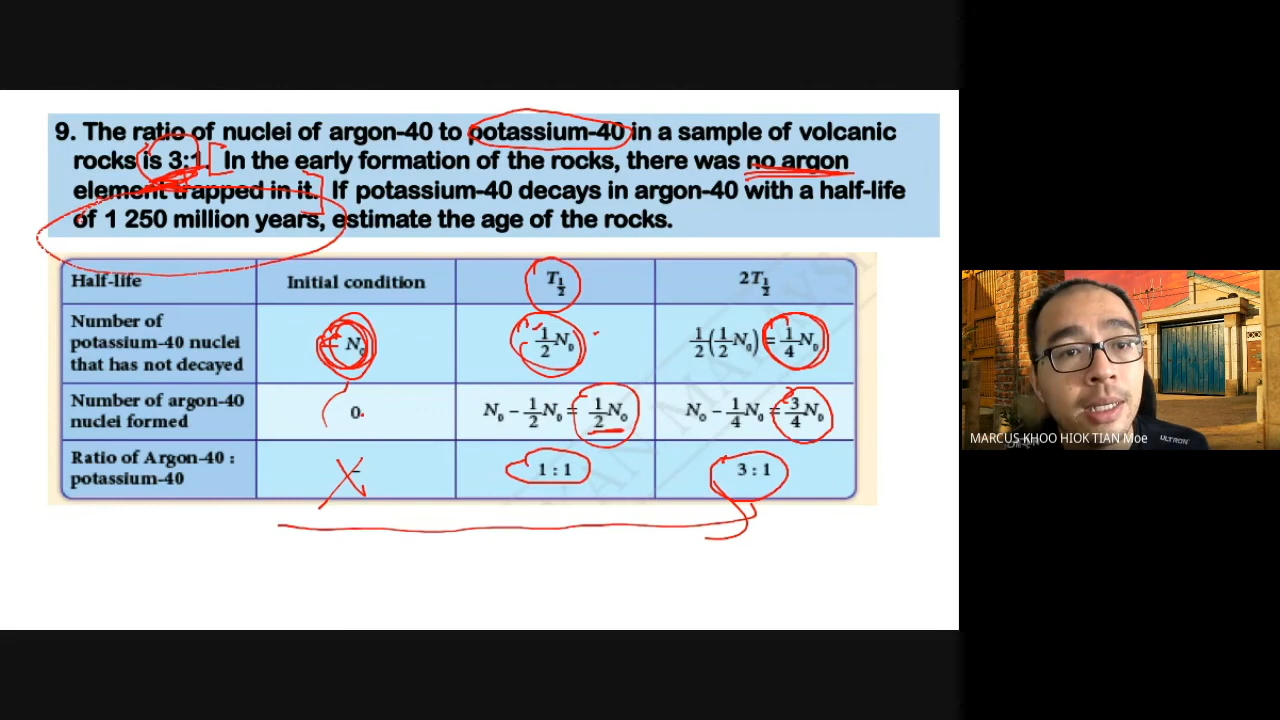 9. The ratio of nuclei of argon-40 to potassium-40 in a sample of volcanic
rocks is 3:1. In the early formation of the rocks, there was no argon
element trapped in it. If potassium-40 decays in argon-40 with a half-life
of 1 250 million years, estimate the age of the rocks.
Half-life Initial condition T½ 2T½
Number of potassium-40 nuclei that has not decayed N₀ ½N₀ ½(½N₀) = ¼N₀
Number of argon-40 nuclei formed 0 N₀ − ½N₀ = ½N₀ N₀ − ¼N₀ = ¾N₀
Ratio of Argon-40 : potassium-40 – 1 : 1 3 : 1
MARCUS KHOO HIOK TIAN Moe
ULTRON